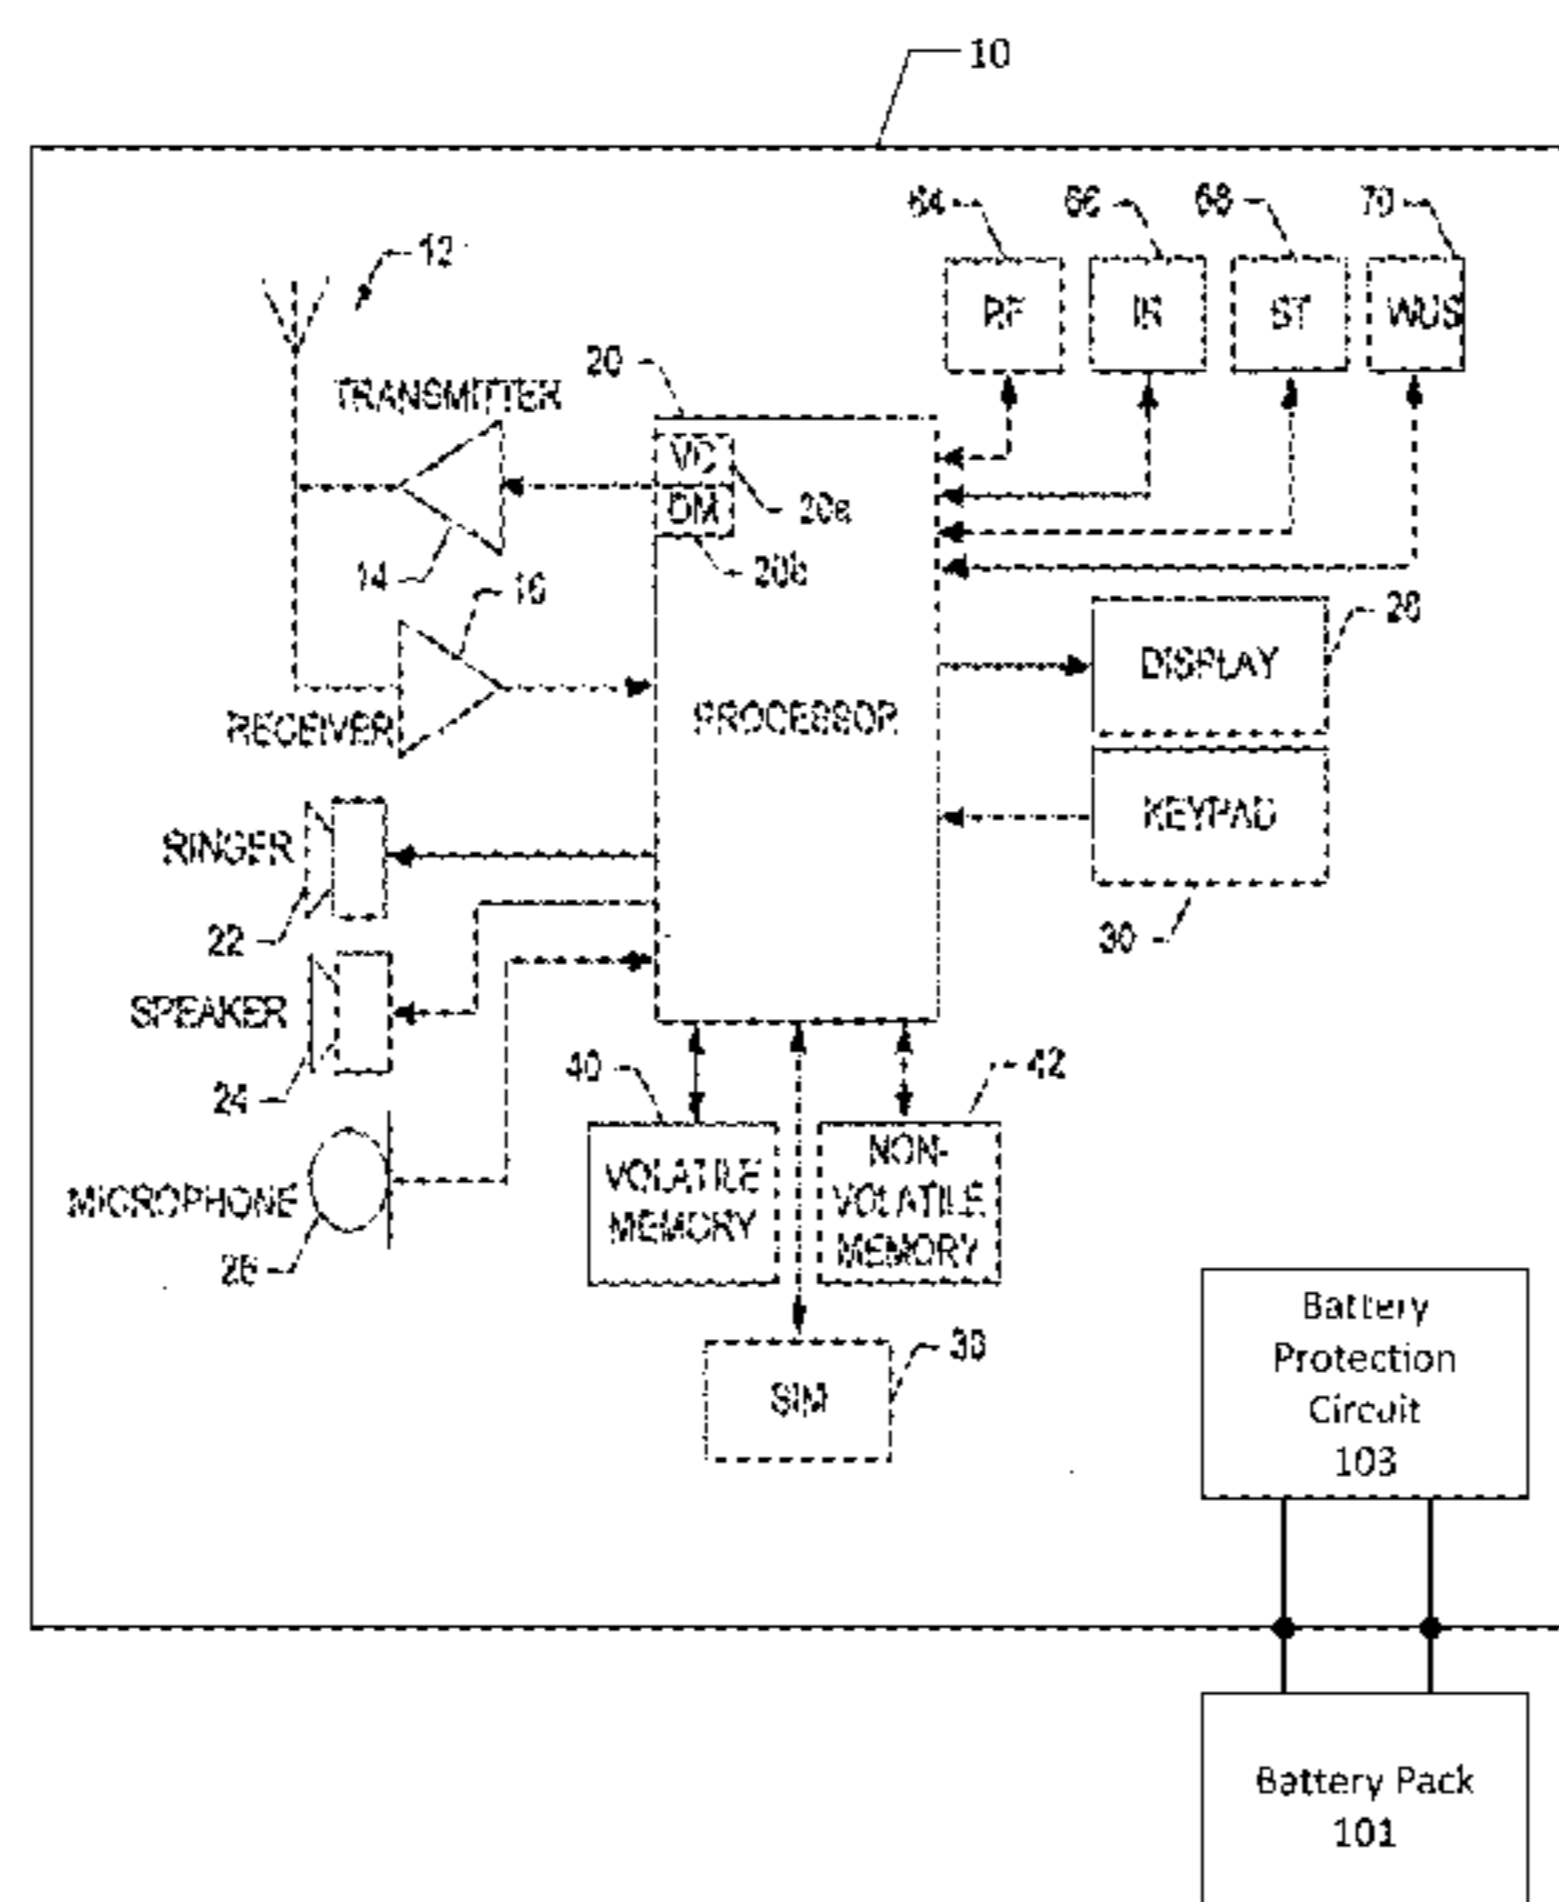 10
64
66
68
70
12
RF
IR
ST
WUS
20
TRANSMITTER
VC
20a
DM
14
20b
16
28
DISPLAY
PROCESSOR
RECEIVER
KEYPAD
RINGER
22
30
SPEAKER
24
40
42
VOLATILE
MEMORY
NON-
VOLATILE
MEMORY
MICROPHONE
26
38
SIM
Battery
Protection
Circuit
103
Battery Pack
101